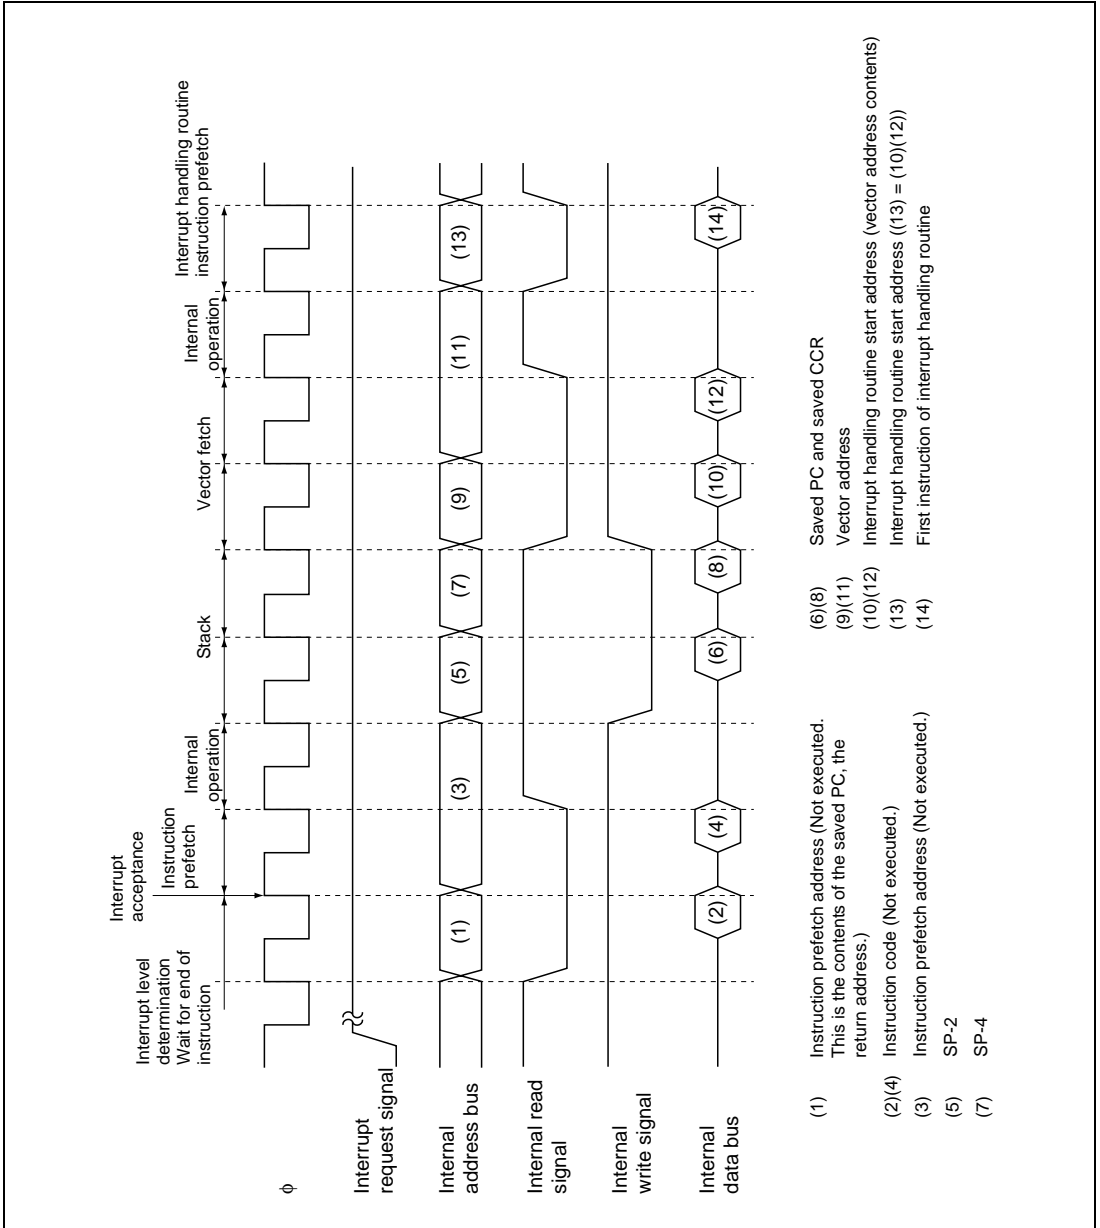 Interrupt level
determination
Wait for end of
instruction
Interrupt
acceptance
Instruction
prefetch
Internal
operation
Stack
Vector fetch
Internal
operation
Interrupt handling routine
instruction prefetch
φ
Interrupt
request signal
Internal
address bus
(1)
(3)
(5)
(7)
(9)
(11)
(13)
Internal read
signal
Internal
write signal
Internal
data bus
(2)
(4)
(6)
(8)
(10)
(12)
(14)
(1) Instruction prefetch address (Not executed.
This is the contents of the saved PC, the
return address.)
(2)(4) Instruction code (Not executed.)
(3) Instruction prefetch address (Not executed.)
(5) SP-2
(7) SP-4
(6)(8) Saved PC and saved CCR
(9)(11) Vector address
(10)(12) Interrupt handling routine start address (vector address contents)
(13) Interrupt handling routine start address ((13) = (10)(12))
(14) First instruction of interrupt handling routine